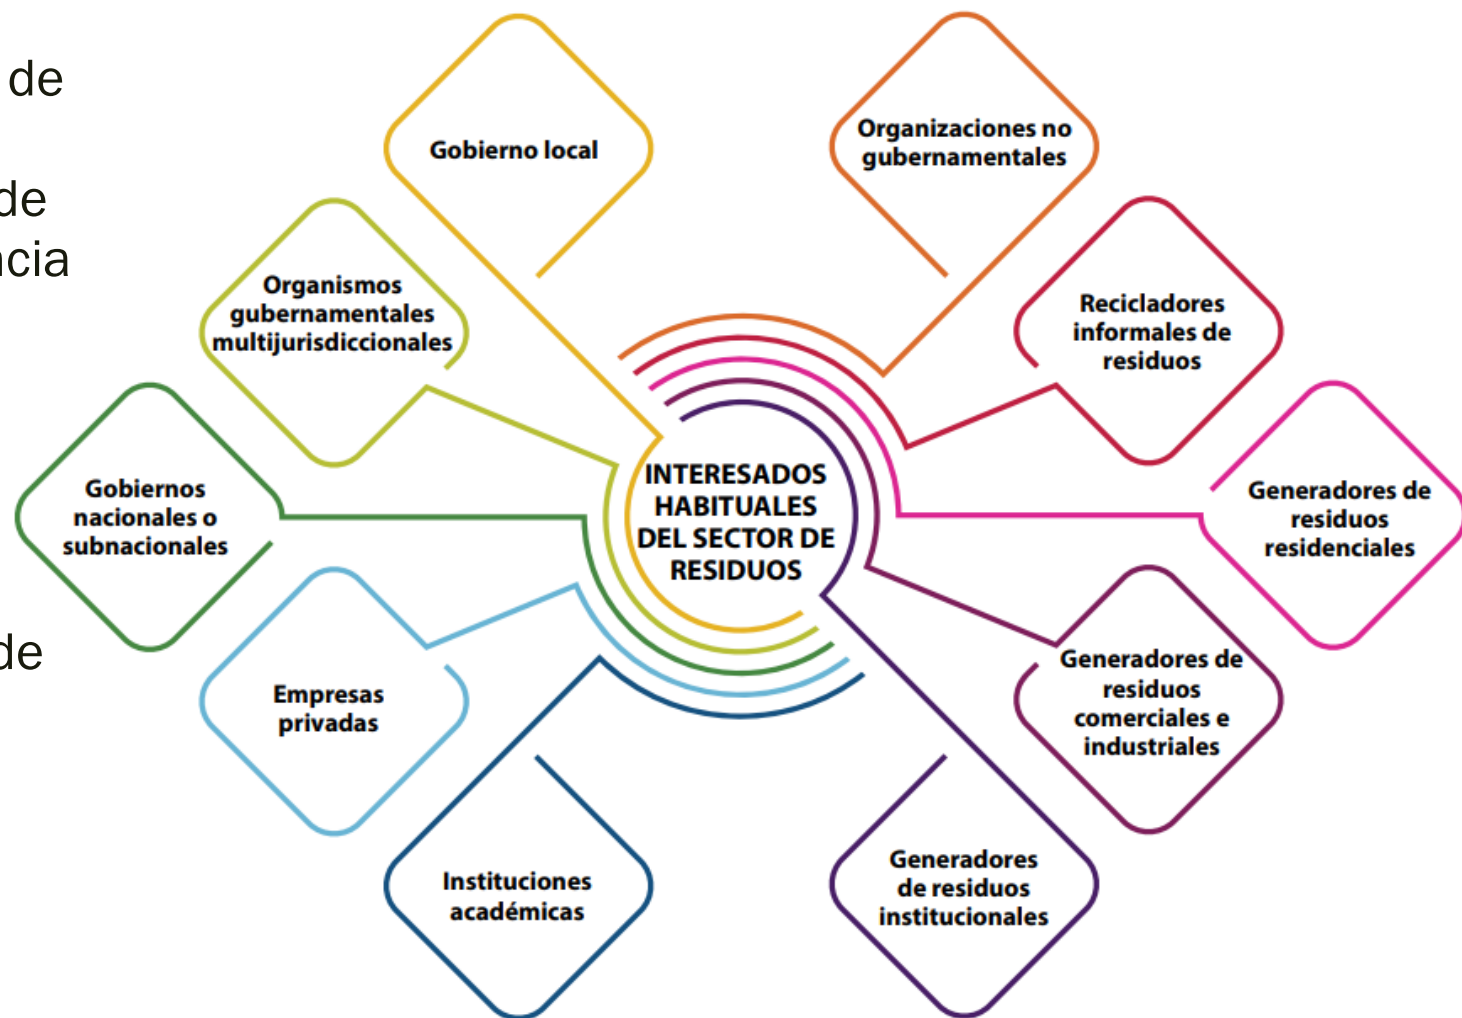 de
de
ncia
de
Gobierno local
Organizaciones no
gubernamentales
Organismos
gubernamentales
multijurisdiccionales
Recicladores
informales de
residuos
Gobiernos
nacionales o
subnacionales
INTERESADOS
HABITUALES
DEL SECTOR DE
RESIDUOS
Generadores de
residuos
residenciales
Empresas
privadas
Generadores de
residuos
comerciales e
industriales
Instituciones
académicas
Generadores
de residuos
institucionales